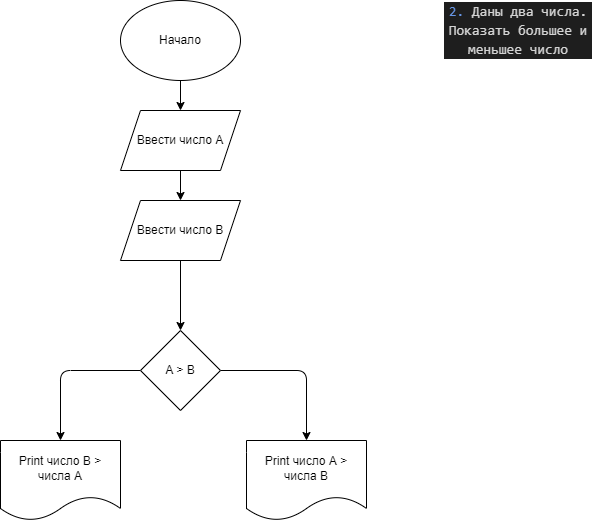 2. Даны два числа.
Показать большее и
меньшее число
Начало
Ввести число A
Ввести число B
A > B
Print число B >
числа A
Print число A >
числа B